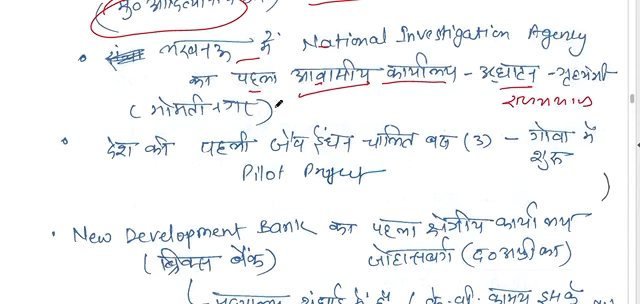 लखनऊ में National Investigation Agency
का पहला आवासीय कार्यालय - उद्घाटन - गृहमंत्री
(गोमतीनगर) राजनाथ
• देश की पहली जैव ईंधन चालित बस (3) - गोवा में
Pilot Project शुरू
• New Development Bank का पहला क्षेत्रीय कार्यालय
(ब्रिक्स बैंक) जोहान्सबर्ग (द० अफ्रीका)